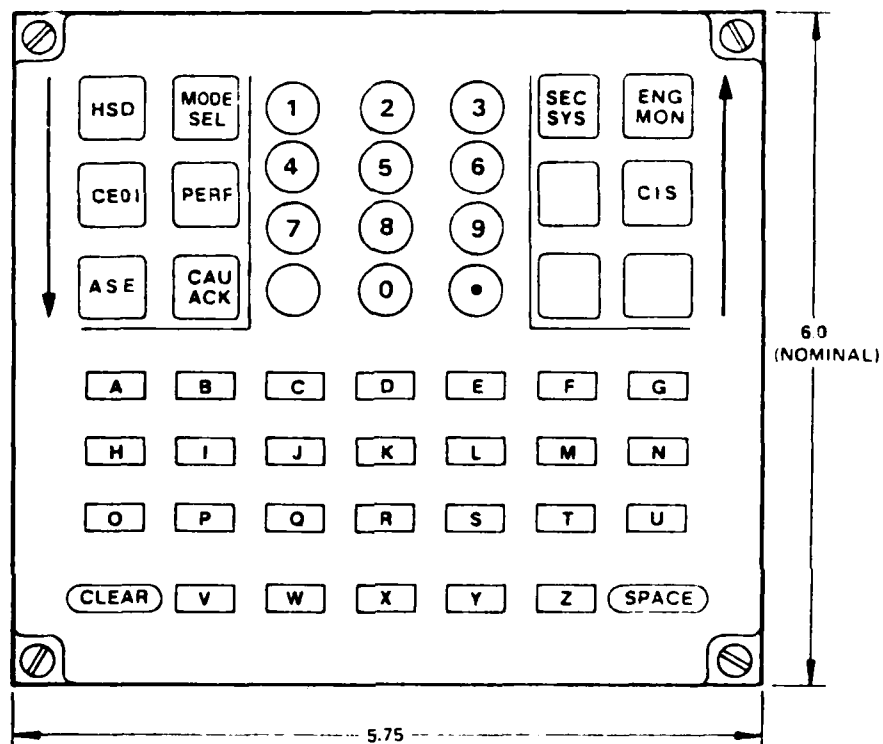 HSD MODE SEL 1 2 3 SEC SYS ENG MON
CEOI PERF 4 5 6 CIS
7 8 9
ASE CAU ACK 0 •
6.0
(NOMINAL)
A B C D E F G
H I J K L M N
O P Q R S T U
CLEAR V W X Y Z SPACE
5.75